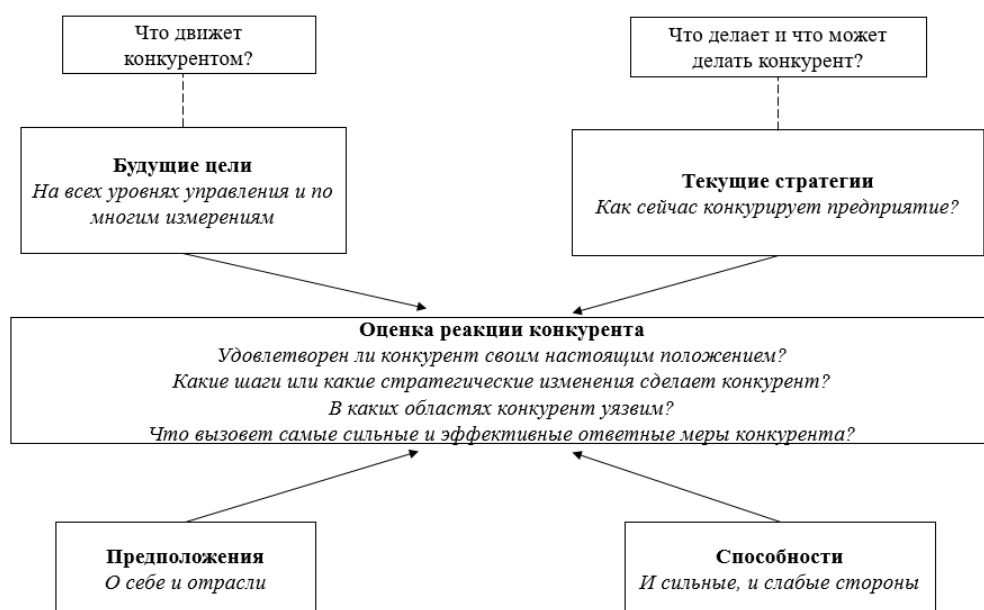 Что движет
конкурентом?
Что делает и что может
делать конкурент?
Будущие цели
На всех уровнях управления и по
многим измерениям
Текущие стратегии
Как сейчас конкурирует предприятие?
Оценка реакции конкурента
Удовлетворен ли конкурент своим настоящим положением?
Какие шаги или какие стратегические изменения сделает конкурент?
В каких областях конкурент уязвим?
Что вызовет самые сильные и эффективные ответные меры конкурента?
Предположения
О себе и отрасли
Способности
И сильные, и слабые стороны